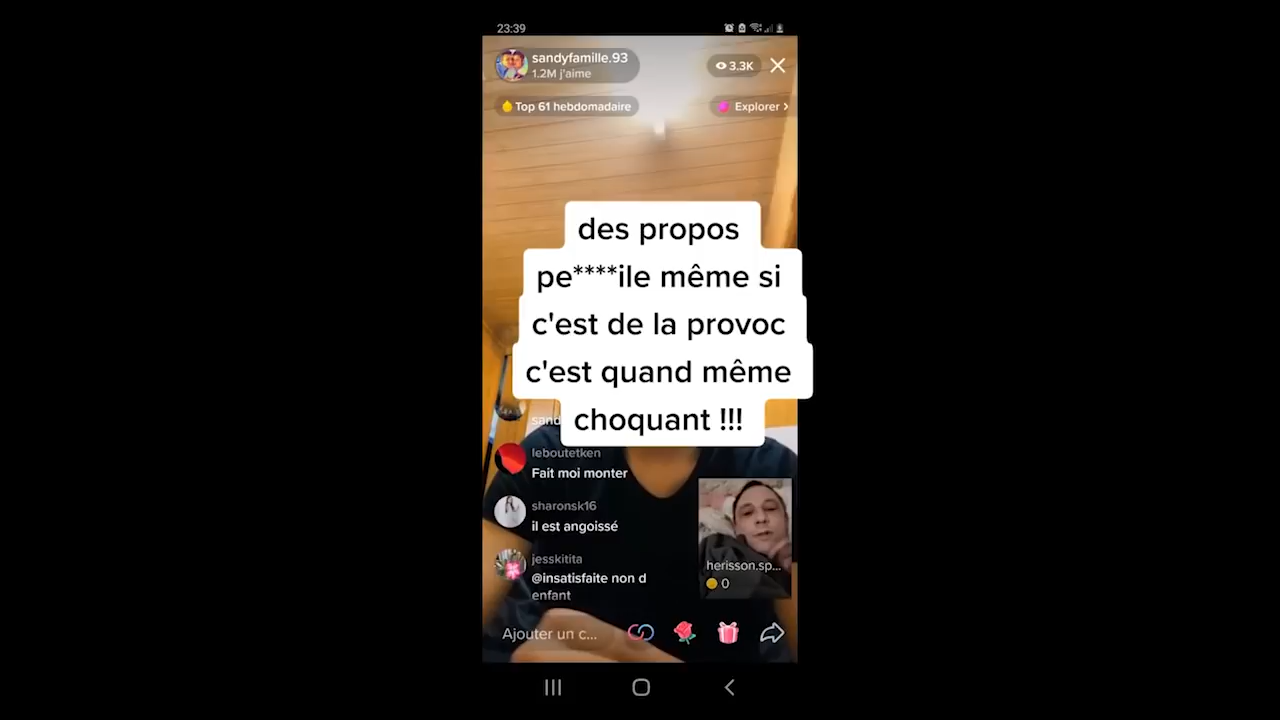 23:39
sandyfamille.93
1.2M j'aime
3.3K
Top 61 hebdomadaire
Explorer
des propos
pe****ile même si
c'est de la provoc
c'est quand même
choquant !!!
sand
leboutetken
Fait moi monter
sharonsk16
il est angoissé
jesskitita
@insatisfaite non d
enfant
herisson.sp...
0
Ajouter un c...